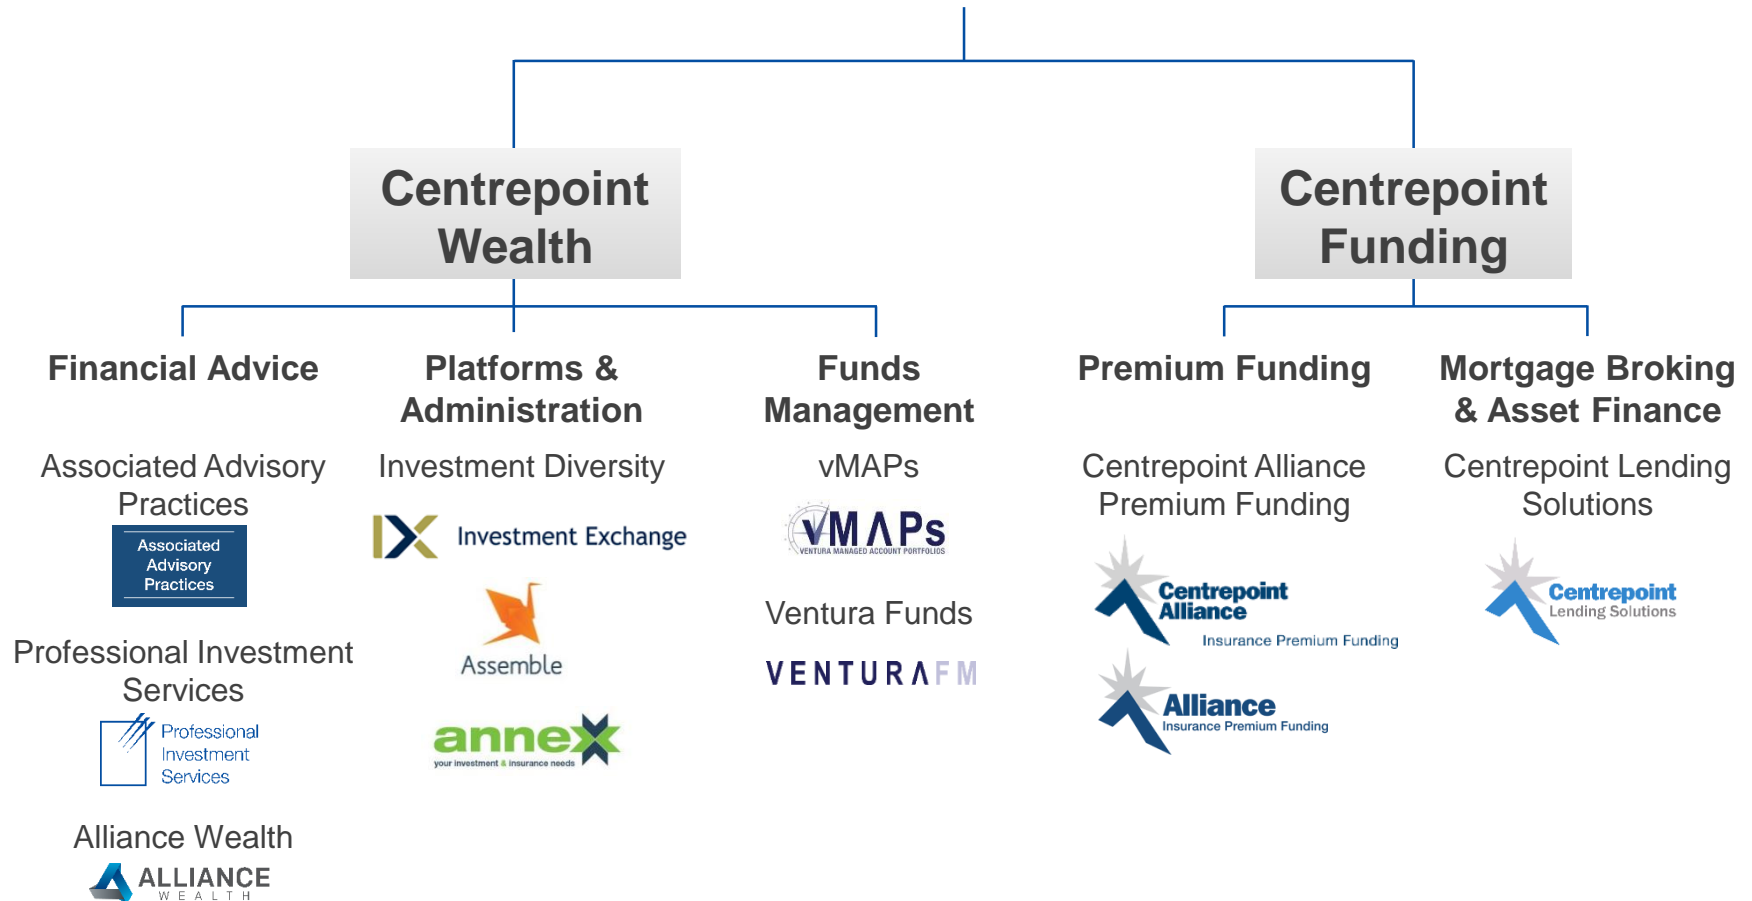 Centrepoint
Wealth
Centrepoint
Funding
Financial Advice
Associated Advisory
Practices
Associated
Advisory
Practices
Professional Investment
Services
Professional
Investment
Services
Alliance Wealth
ALLIANCE
WEALTH
Platforms &
Administration
Investment Diversity
IX Investment Exchange
Assemble
annex
your investment & insurance needs
Funds
Management
vMAPs
vMAPs
VENTURA MANAGED ACCOUNT PORTFOLIOS
Ventura Funds
VENTURA FM
Premium Funding
Centrepoint Alliance
Premium Funding
Centrepoint
Alliance
Insurance Premium Funding
Alliance
Insurance Premium Funding
Mortgage Broking
& Asset Finance
Centrepoint Lending
Solutions
Centrepoint
Lending Solutions